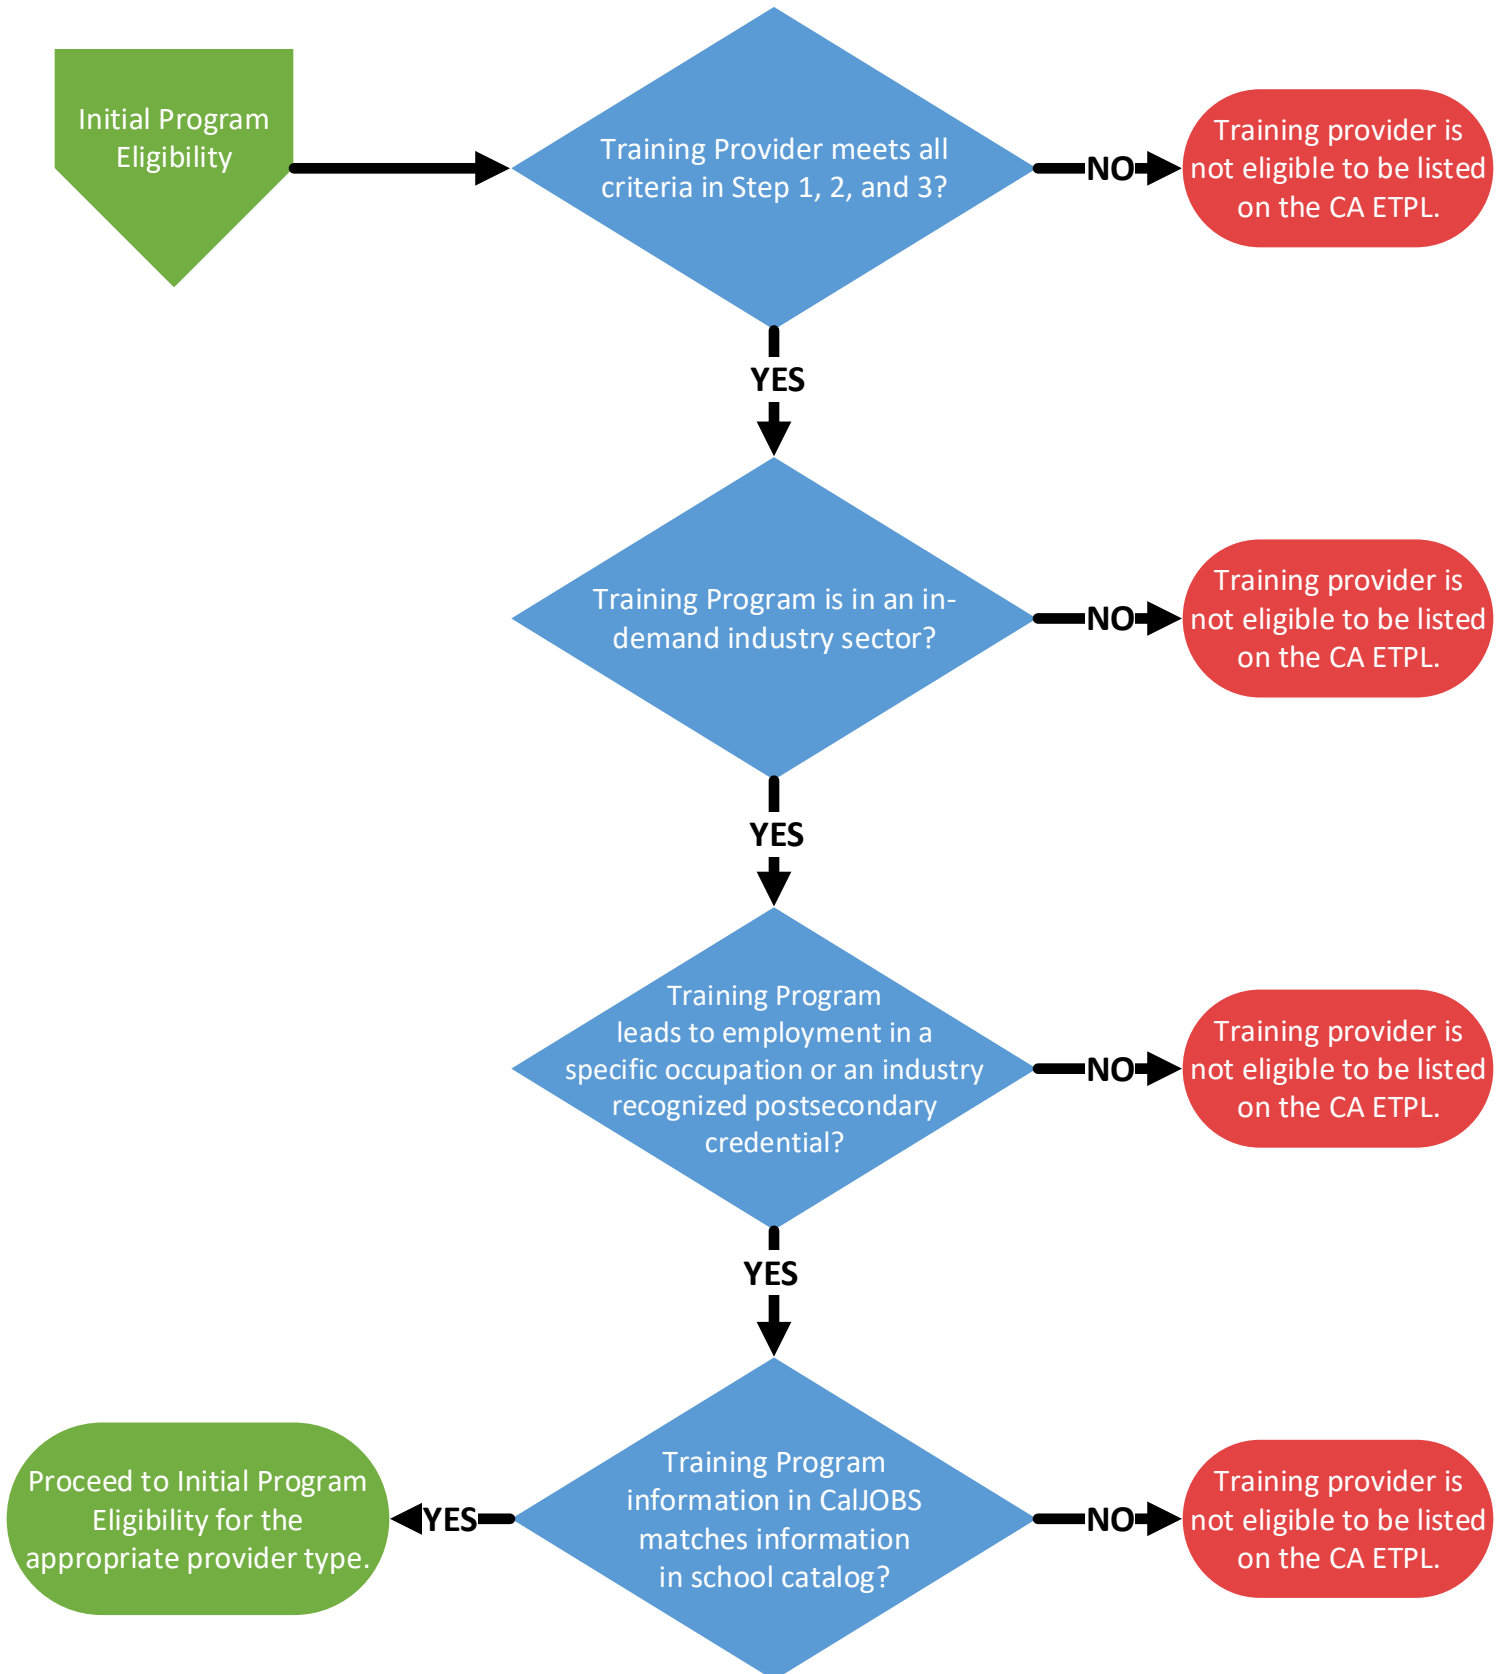 Initial Program
Eligibility
Training Provider meets all
criteria in Step 1, 2, and 3?
NO
Training provider is
not eligible to be listed
on the CA ETPL.
YES
Training Program is in an in-
demand industry sector?
NO
Training provider is
not eligible to be listed
on the CA ETPL.
YES
Training Program
leads to employment in a
specific occupation or an industry
recognized postsecondary
credential?
NO
Training provider is
not eligible to be listed
on the CA ETPL.
YES
Training Program
information in CalJOBS
matches information
in school catalog?
NO
Training provider is
not eligible to be listed
on the CA ETPL.
YES
Proceed to Initial Program
Eligibility for the
appropriate provider type.